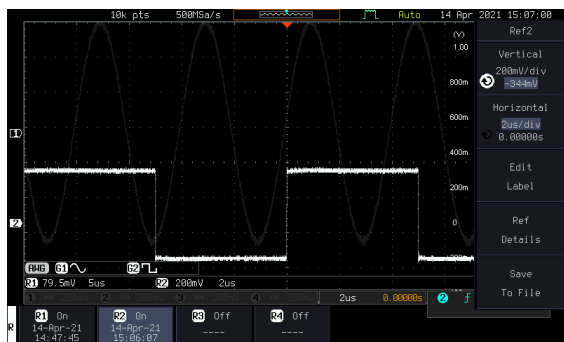 10k pts 500MSa/s Auto 14 Apr 2021 15:07:00
Ref2
(V)
1.00
Vertical
200mV/div
-344mV
800m
Horizontal
2us/div
0.00000s
600m
1
400m
Edit
Label
200m
Ref
Details
0
2
AWG G1 G2
Save
To File
R1 79.5mV 5us R2 200mV 2us
2us 0.00000s 2
R
R1 On
14-Apr-21
14:47:45
R2 On
14-Apr-21
15:06:07
R3 Off
----
R4 Off
----